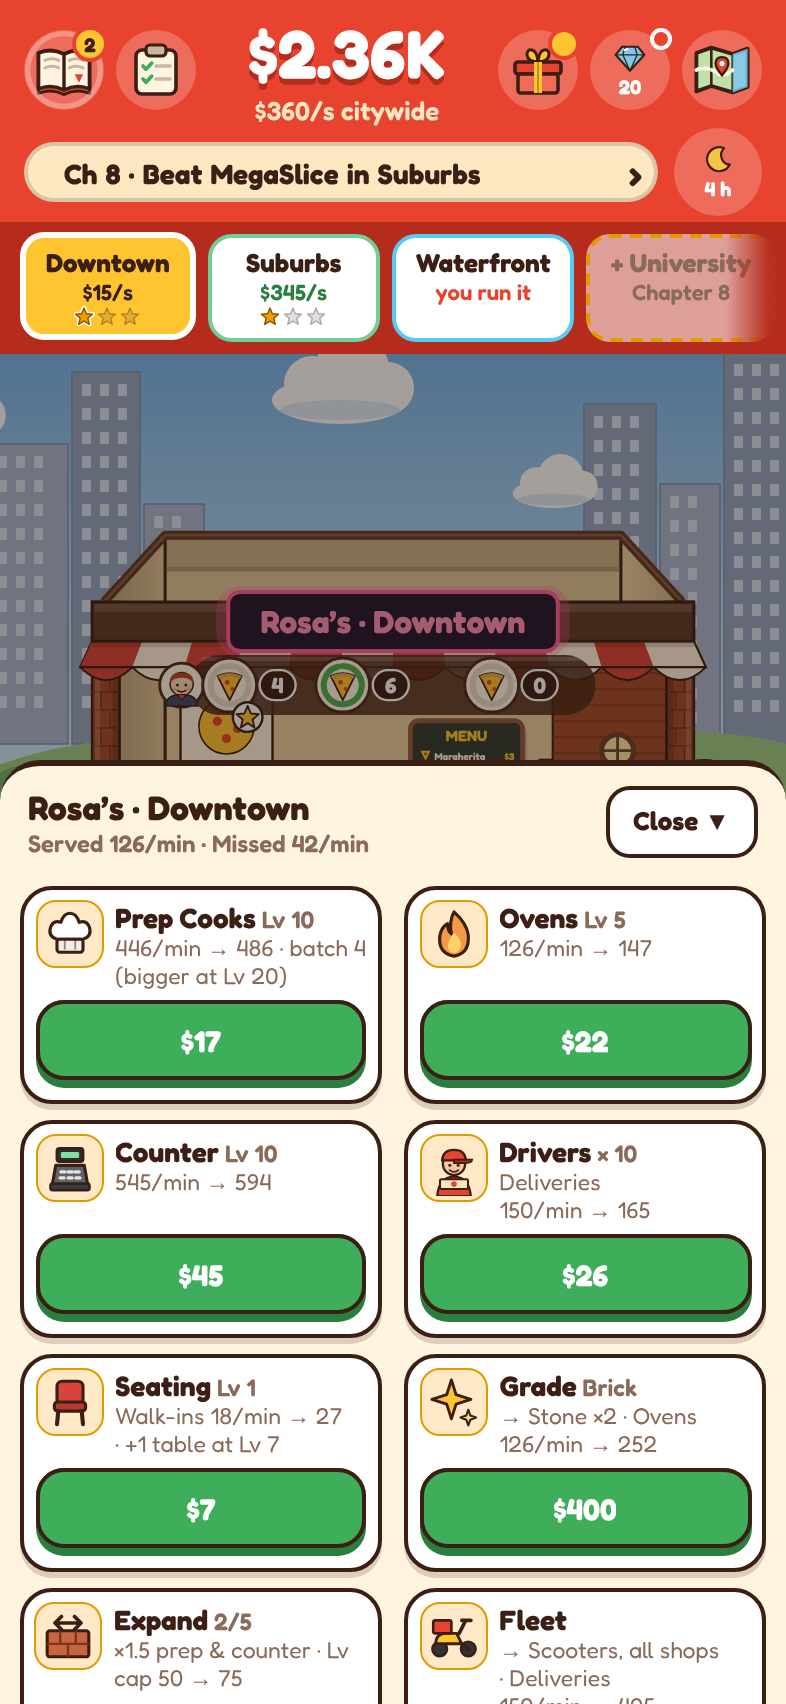 2
$2.36K
$360/s citywide
20
Ch 8 · Beat MegaSlice in Suburbs ›
4 h
Downtown
$15/s
Suburbs
$345/s
Waterfront
you run it
+ University
Chapter 8
Rosa's · Downtown
4
6
0
MENU
Margherita $3
Rosa's · Downtown
Served 126/min · Missed 42/min
Close ▼
Prep Cooks Lv 10
446/min → 486 · batch 4
(bigger at Lv 20)
$17
Ovens Lv 5
126/min → 147
$22
Counter Lv 10
545/min → 594
$45
Drivers × 10
Deliveries
150/min → 165
$26
Seating Lv 1
Walk-ins 18/min → 27
· +1 table at Lv 7
$7
Grade Brick
→ Stone ×2 · Ovens
126/min → 252
$400
Expand 2/5
×1.5 prep & counter · Lv
cap 50 → 75
Fleet
→ Scooters, all shops
· Deliveries